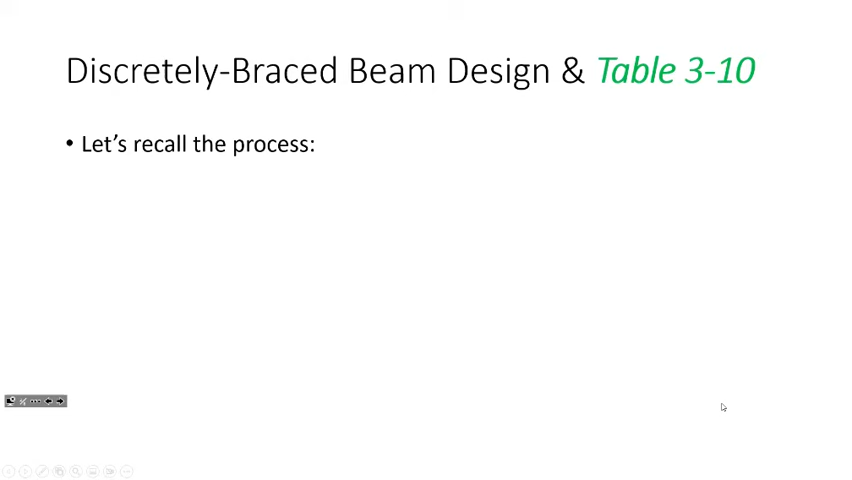 Discretely-Braced Beam Design & Table 3-10
• Let's recall the process: